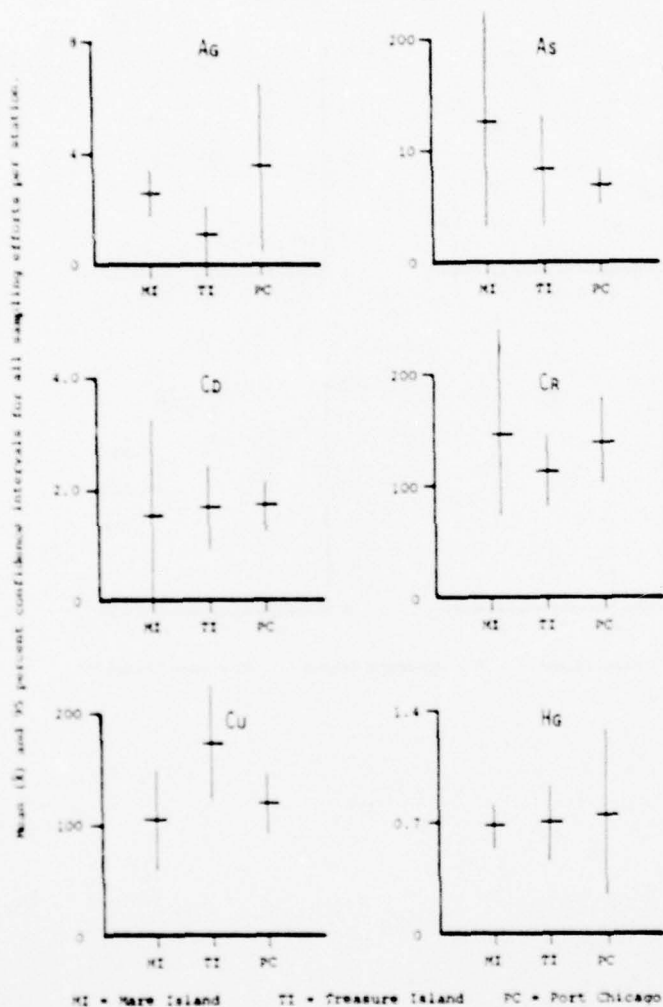 Mean (X̄) and 95 percent confidence intervals for all sampling efforts per station.
AG
8
4
0
MI TI PC
AS
200
10
0
MI TI PC
CD
4.0
2.0
0
MI TI PC
CR
200
100
0
MI TI PC
CU
200
100
0
MI TI PC
HG
1.4
0.7
0
MI TI PC
MI = Mare Island TI = Treasure Island PC = Port Chicago